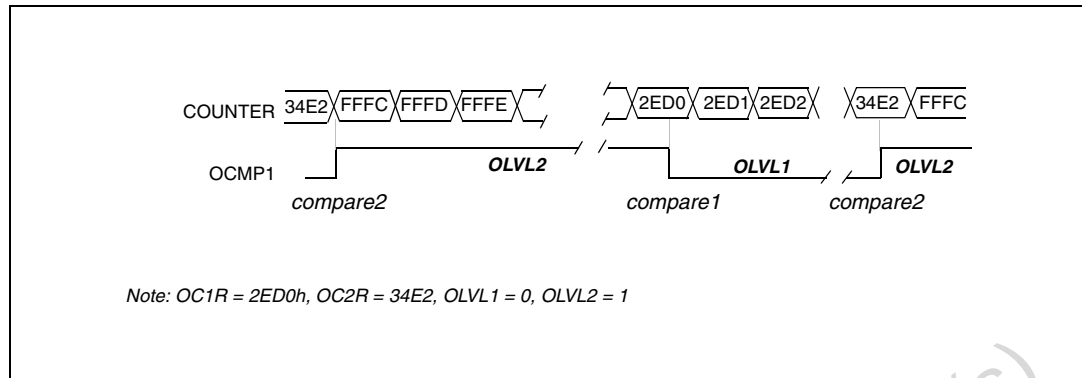 COUNTER 34E2 FFFC FFFD FFFE 2ED0 2ED1 2ED2 34E2 FFFC
OCMP1 OLVL2 OLVL1 OLVL2
compare2 compare1 compare2
Note: OC1R = 2ED0h, OC2R = 34E2, OLVL1 = 0, OLVL2 = 1